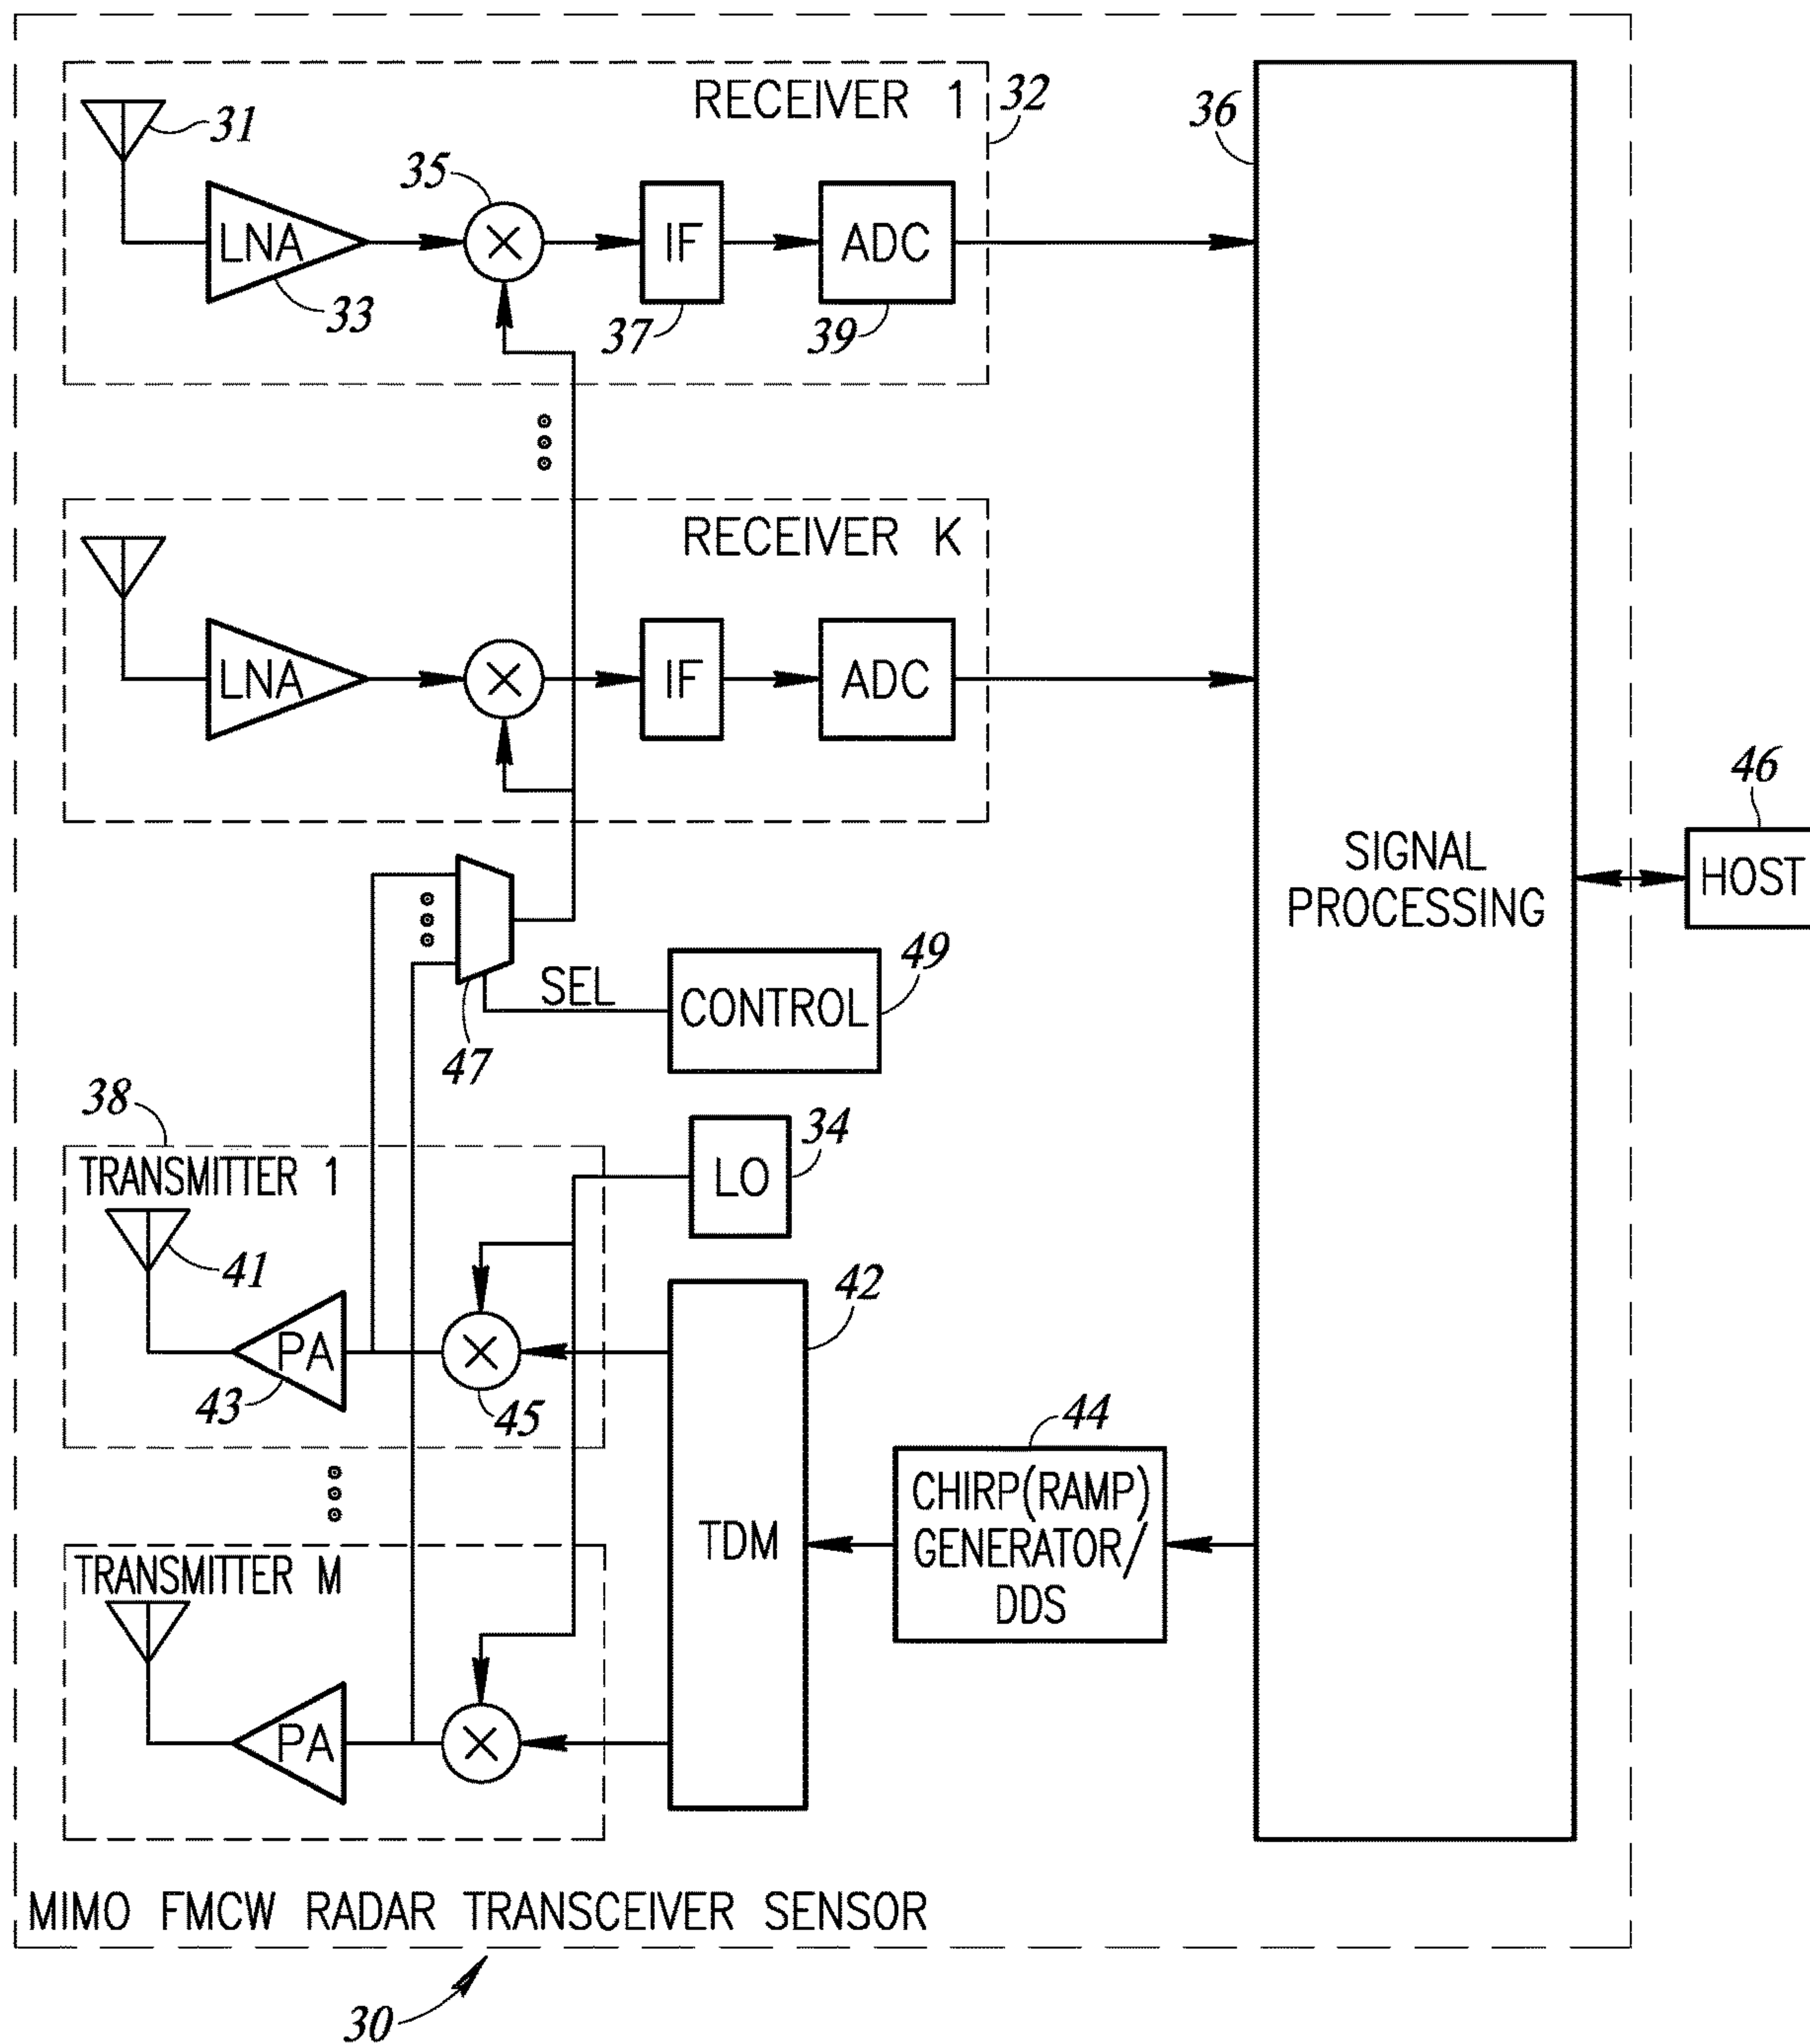 RECEIVER 1
32
31
35
36
LNA
IF
ADC
33
37
39
RECEIVER K
LNA
IF
ADC
SIGNAL
PROCESSING
46
HOST
SEL
CONTROL
49
47
38
TRANSMITTER 1
LO
34
41
42
PA
43
45
44
CHIRP(RAMP)
GENERATOR/
DDS
TDM
TRANSMITTER M
PA
MIMO FMCW RADAR TRANSCEIVER SENSOR
30